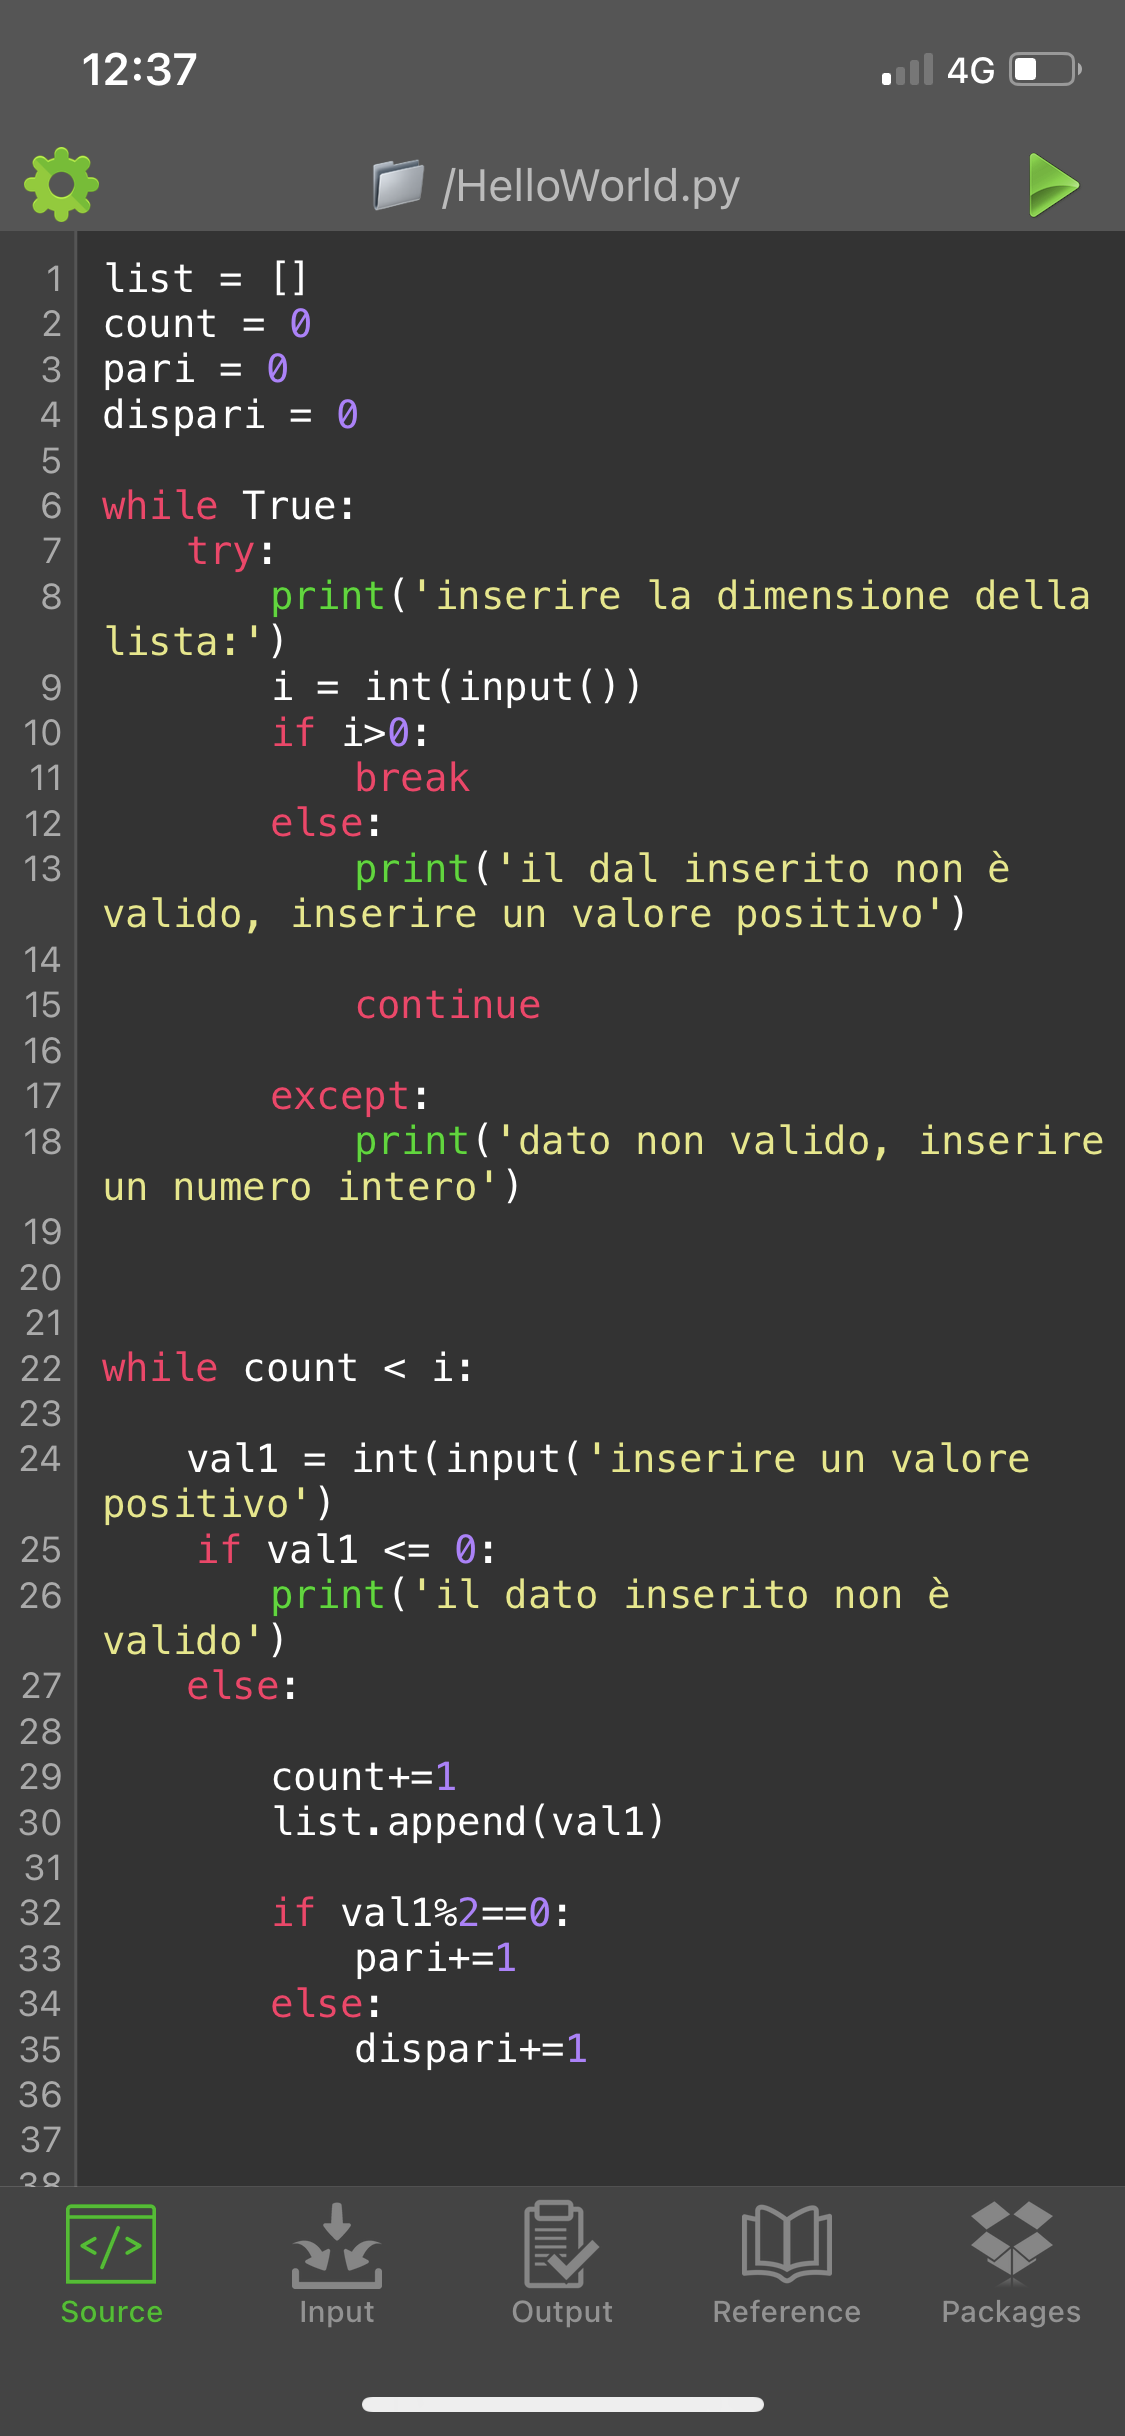 12:37
4G
/HelloWorld.py
1 list = []
2 count = 0
3 pari = 0
4 dispari = 0
5
6 while True:
7     try:
8         print('inserire la dimensione della
lista:')
9         i = int(input())
10         if i>0:
11             break
12         else:
13             print('il dal inserito non è
valido, inserire un valore positivo')
14
15             continue
16
17         except:
18             print('dato non valido, inserire
un numero intero')
19
20
21
22 while count < i:
23
24     val1 = int(input('inserire un valore
positivo')
25     if val1 <= 0:
26         print('il dato inserito non è
valido')
27     else:
28
29         count+=1
30         list.append(val1)
31
32         if val1%2==0:
33             pari+=1
34         else:
35             dispari+=1
36
37
38
</>
Source
Input
Output
Reference
Packages